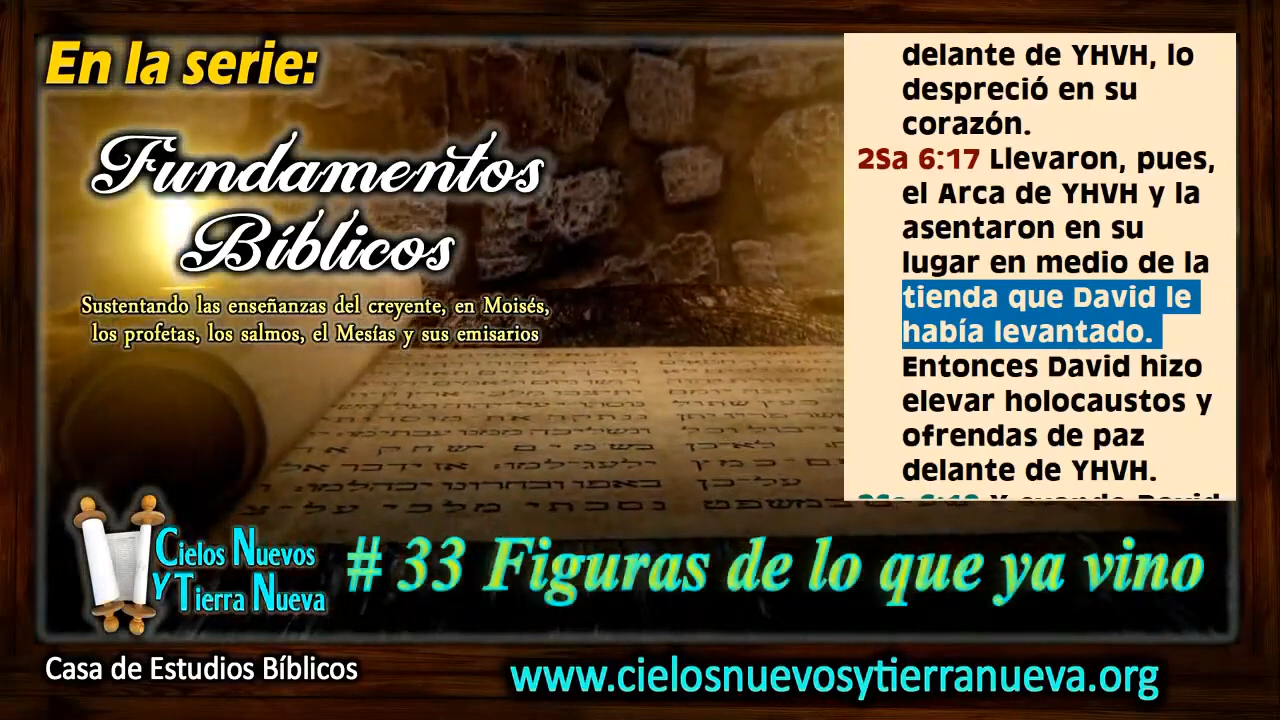 En la serie:
Fundamentos
Bíblicos
Sustentando las enseñanzas del creyente, en Moisés,
los profetas, los salmos, el Mesías y sus emisarios
delante de YHVH, lo
despreció en su
corazón.
2Sa 6:17 Llevaron, pues,
el Arca de YHVH y la
asentaron en su
lugar en medio de la
tienda que David le
había levantado.
Entonces David hizo
elevar holocaustos y
ofrendas de paz
delante de YHVH.
Cielos Nuevos
Y Tierra Nueva
# 33 Figuras de lo que ya vino
Casa de Estudios Bíblicos
www.cielosnuevosytierranueva.org